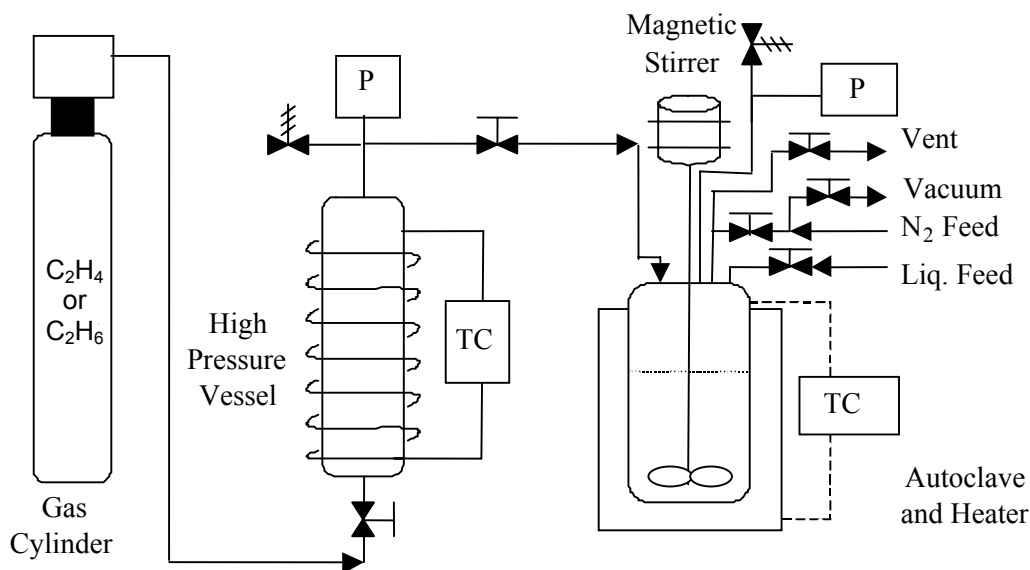 Magnetic
Stirrer
P
P
Vent
Vacuum
N₂ Feed
Liq. Feed
C₂H₄
or
C₂H₆
High
Pressure
Vessel
TC
TC
Gas
Cylinder
Autoclave
and Heater